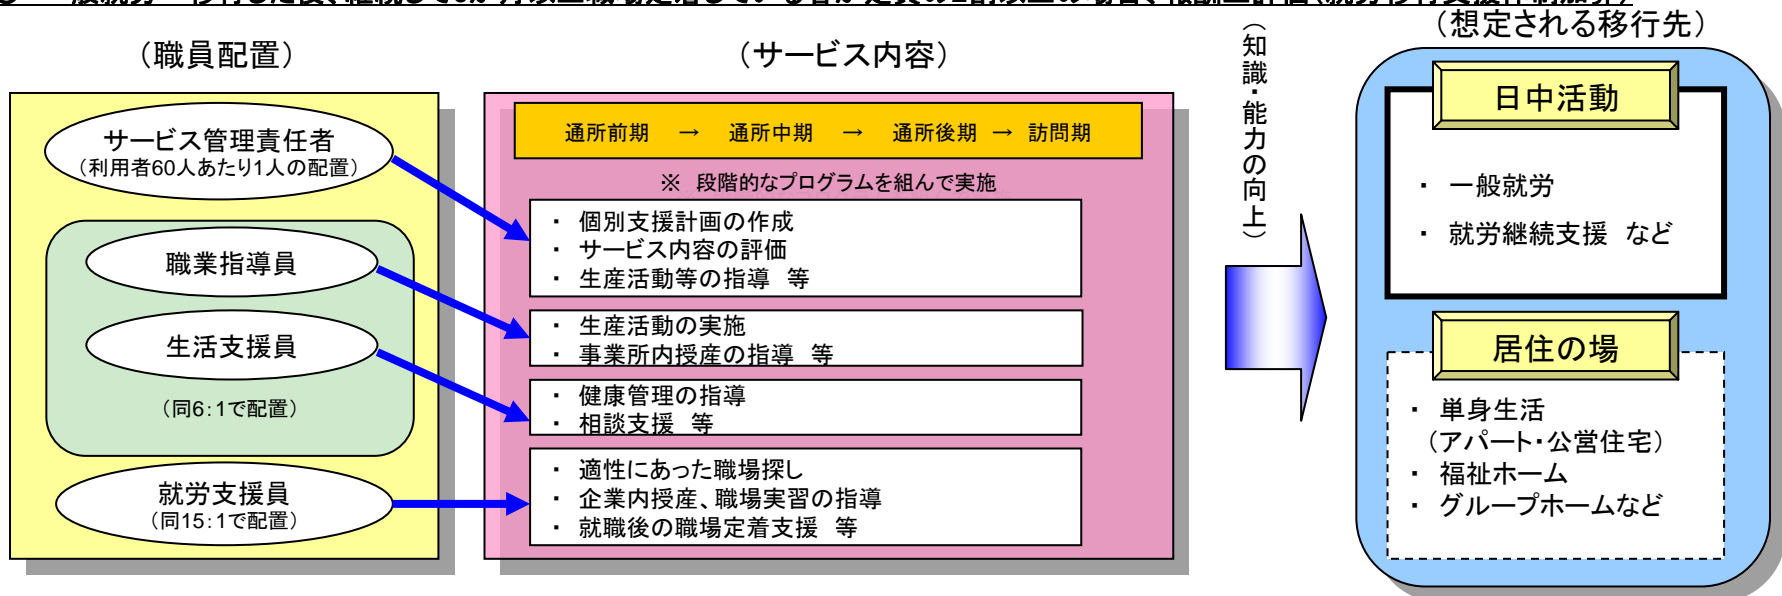 （職員配置）
サービス管理責任者
（利用者60人あたり1人の配置）
職業指導員
生活支援員
（同6：1で配置）
就労支援員
（同15：1で配置）
（サービス内容）
通所前期 → 通所中期 → 通所後期 → 訪問期
※ 段階的なプログラムを組んで実施
・ 個別支援計画の作成
・ サービス内容の評価
・ 生産活動等の指導 等
・ 生産活動の実施
・ 事業所内授産の指導 等
・ 健康管理の指導
・ 相談支援 等
・ 適性にあった職場探し
・ 企業内授産、職場実習の指導
・ 就職後の職場定着支援 等
（知識・能力の向上）
（想定される移行先）
日中活動
・ 一般就労
・ 就労継続支援 など
居住の場
・ 単身生活
（アパート・公営住宅）
・ 福祉ホーム
・ グループホームなど